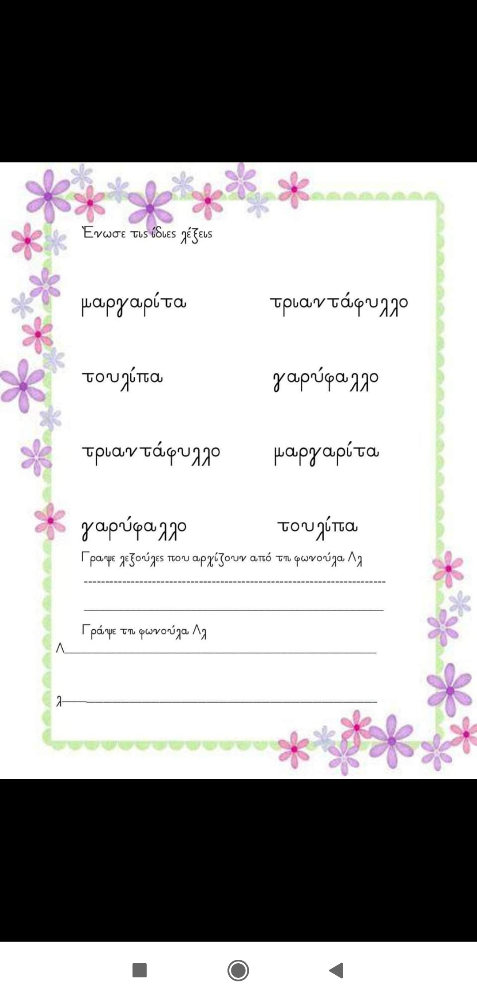 Ένωσε τις ίδιες λέξεις
μαργαρίτα τριαντάφυλλο
τουλίπα γαρύφαλλο
τριαντάφυλλο μαργαρίτα
γαρύφαλλο τουλίπα
Γραψε λεξούλες που αρχίζουν από τη φωνούλα Λλ
Γράψε τη φωνούλα Λλ
Λ
λ